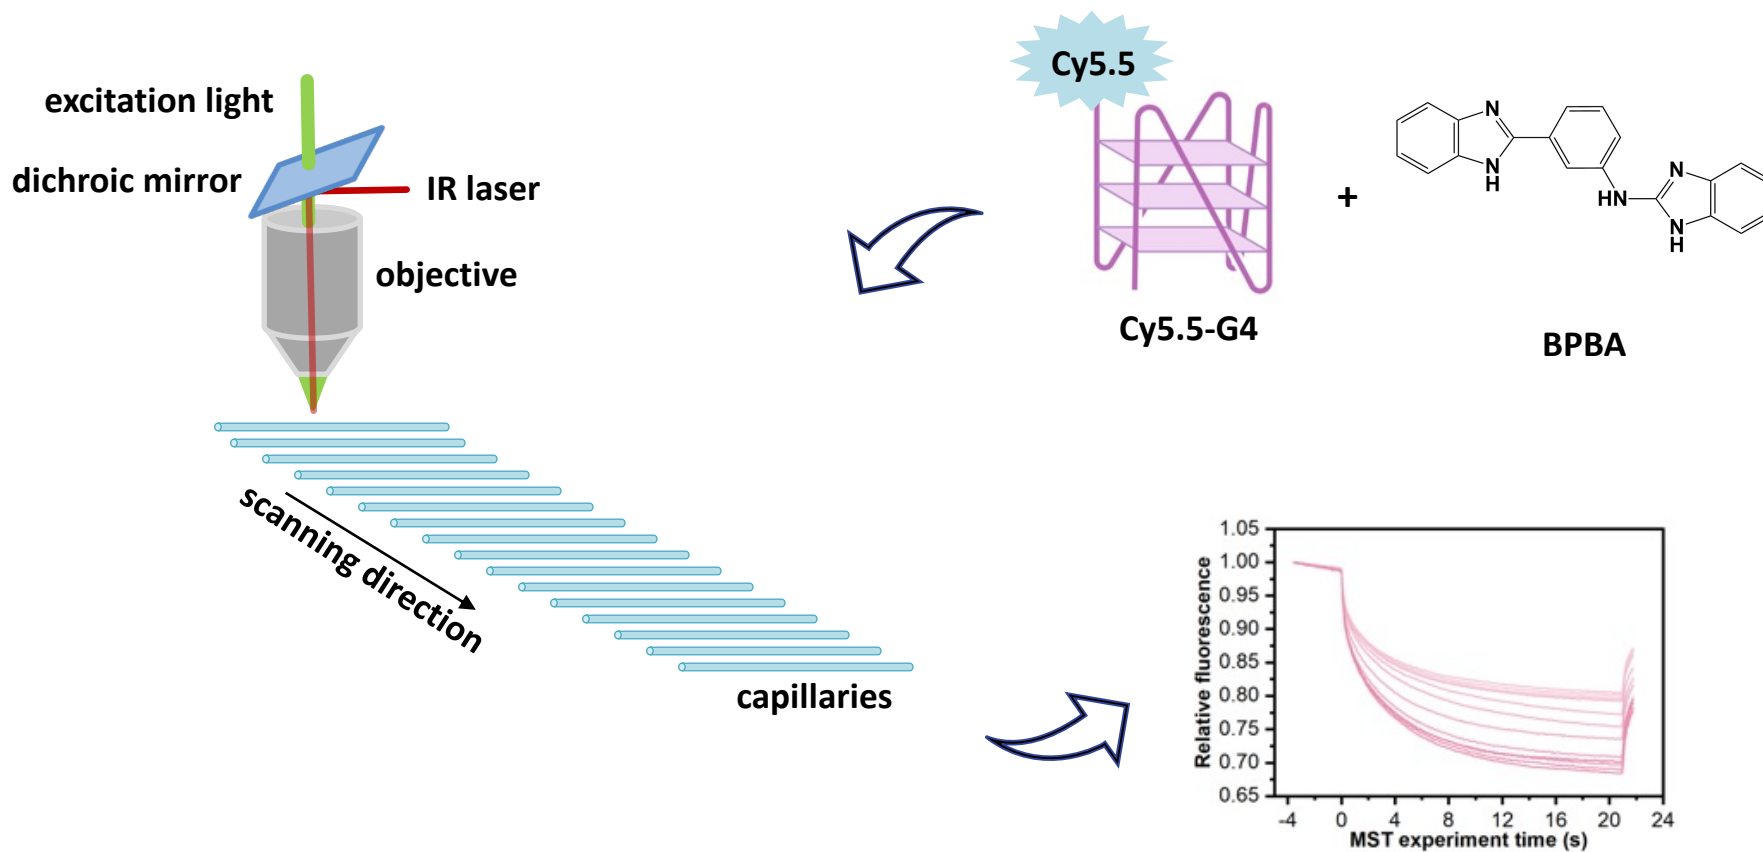 excitation light
dichroic mirror
IR laser
objective
scanning direction
capillaries
Cy5.5
Cy5.5-G4
+
N
N
H
HN
N
N
H
BPBA
Relative fluorescence
1.05
1.00
0.95
0.90
0.85
0.80
0.75
0.70
0.65
-4 0 4 8 12 16 20 24
MST experiment time (s)